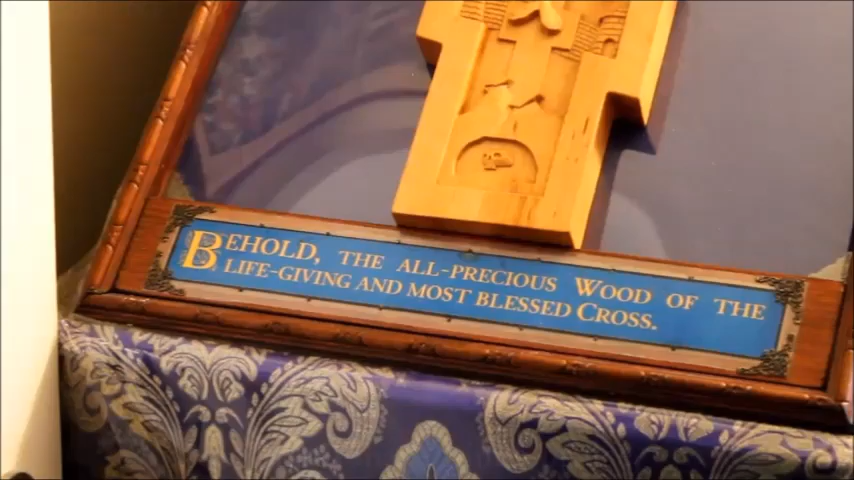 BEHOLD, THE ALL-PRECIOUS WOOD OF THE
LIFE-GIVING AND MOST BLESSED CROSS.